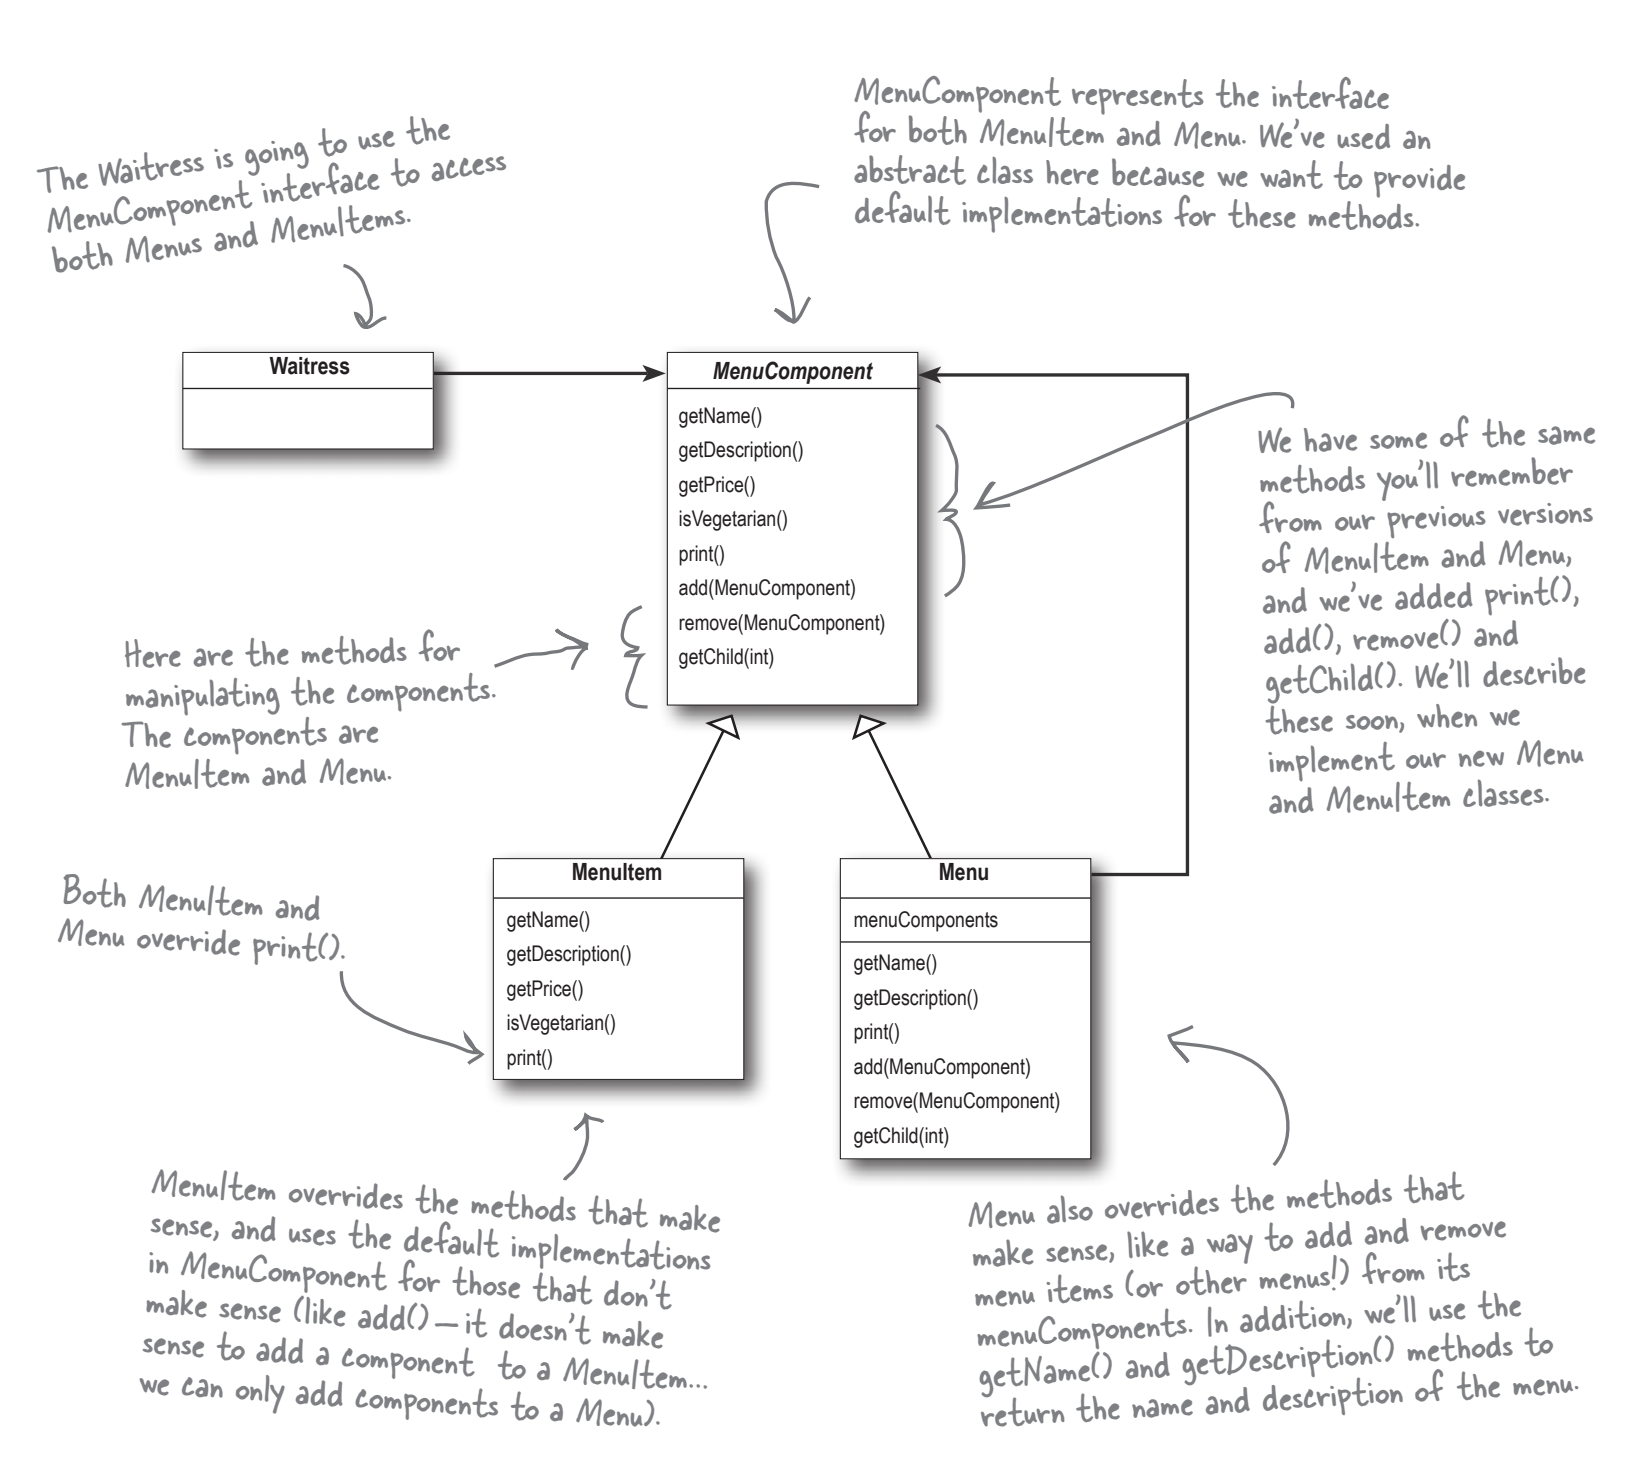 The Waitress is going to use the
MenuComponent interface to access
both Menus and MenuItems.
MenuComponent represents the interface
for both MenuItem and Menu. We've used an
abstract class here because we want to provide
default implementations for these methods.
Waitress
MenuComponent
getName()
getDescription()
getPrice()
isVegetarian()
print()
add(MenuComponent)
remove(MenuComponent)
getChild(int)
We have some of the same
methods you'll remember
from our previous versions
of MenuItem and Menu,
and we've added print(),
add(), remove() and
getChild(). We'll describe
these soon, when we
implement our new Menu
and MenuItem classes.
Here are the methods for
manipulating the components.
The components are
MenuItem and Menu.
Both MenuItem and
Menu override print().
MenuItem
getName()
getDescription()
getPrice()
isVegetarian()
print()
Menu
menuComponents
getName()
getDescription()
print()
add(MenuComponent)
remove(MenuComponent)
getChild(int)
MenuItem overrides the methods that make
sense, and uses the default implementations
in MenuComponent for those that don't
make sense (like add() — it doesn't make
sense to add a component to a MenuItem...
we can only add components to a Menu).
Menu also overrides the methods that
make sense, like a way to add and remove
menu items (or other menus!) from its
menuComponents. In addition, we'll use the
getName() and getDescription() methods to
return the name and description of the menu.